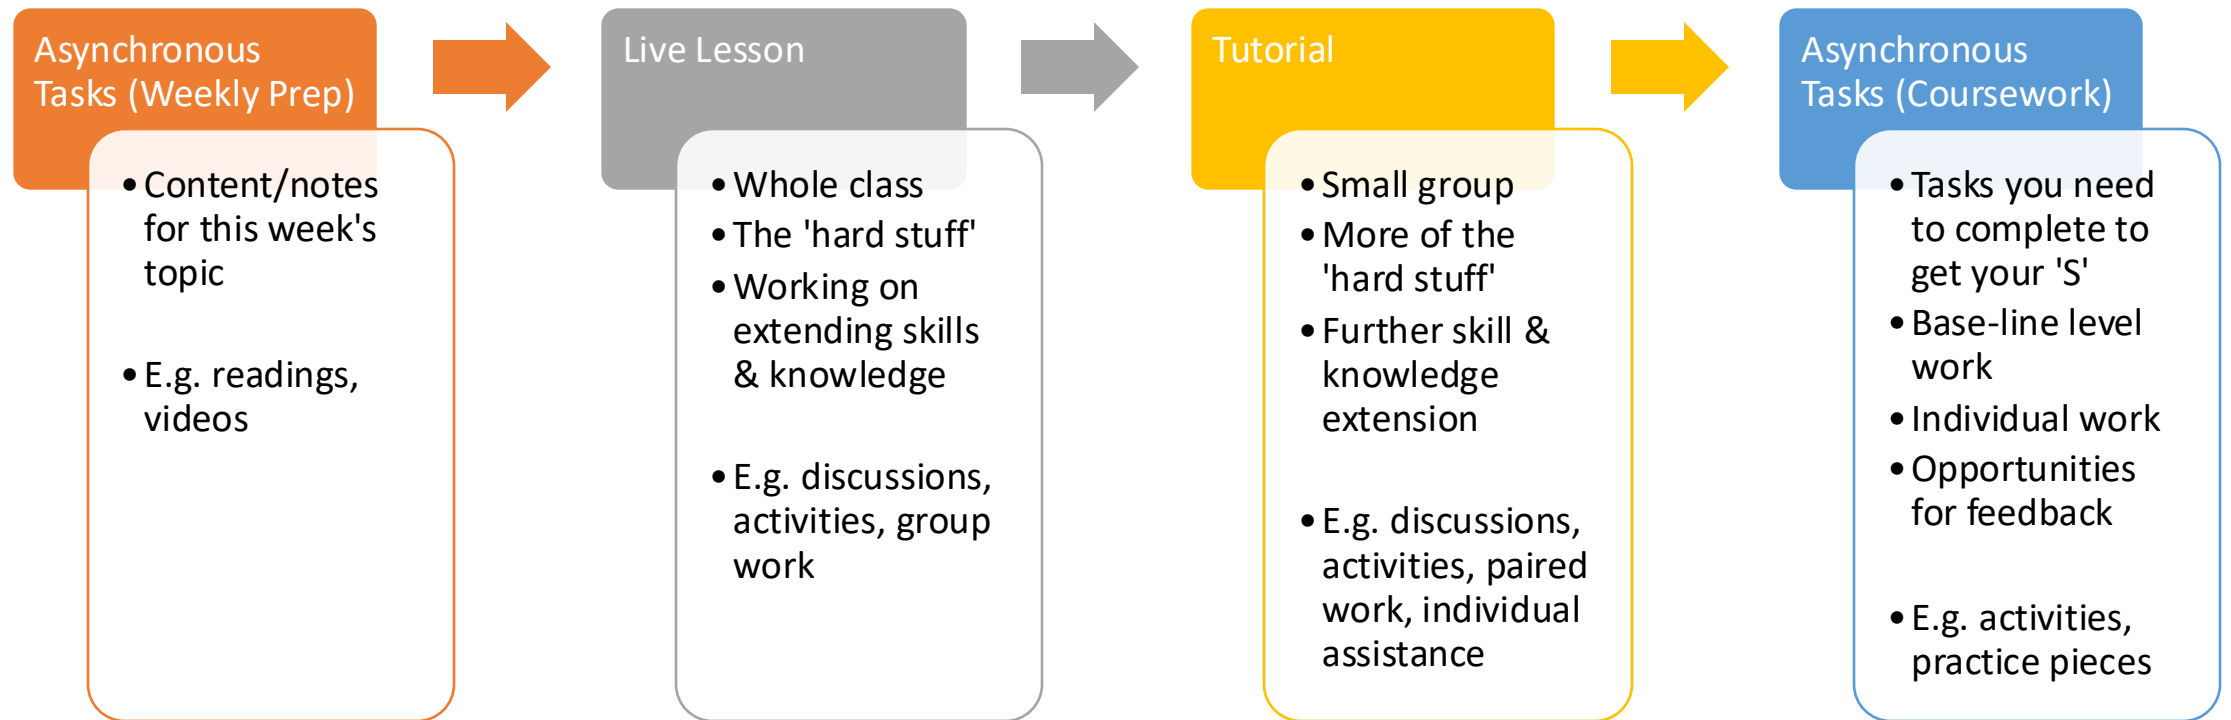 Asynchronous
Tasks (Weekly Prep)
•Content/notes
for this week's
topic
•E.g. readings,
videos
Live Lesson
•Whole class
•The 'hard stuff'
•Working on
extending skills
& knowledge
•E.g. discussions,
activities, group
work
Tutorial
•Small group
•More of the
'hard stuff'
•Further skill &
knowledge
extension
•E.g. discussions,
activities, paired
work, individual
assistance
Asynchronous
Tasks (Coursework)
•Tasks you need
to complete to
get your 'S'
•Base-line level
work
•Individual work
•Opportunities
for feedback
•E.g. activities,
practice pieces